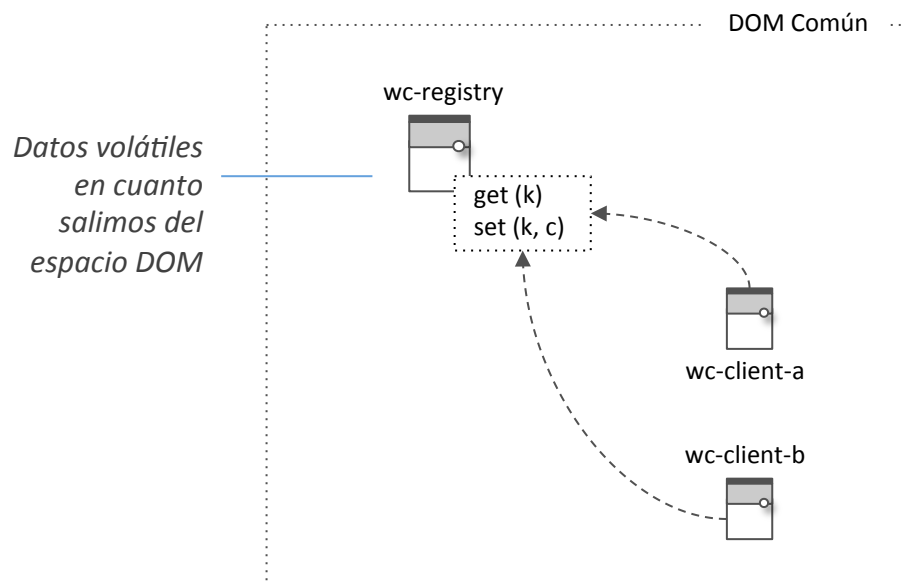 DOM Común
wc-registry
Datos volátiles
en cuanto
salimos del
espacio DOM
get (k)
set (k, c)
wc-client-a
wc-client-b